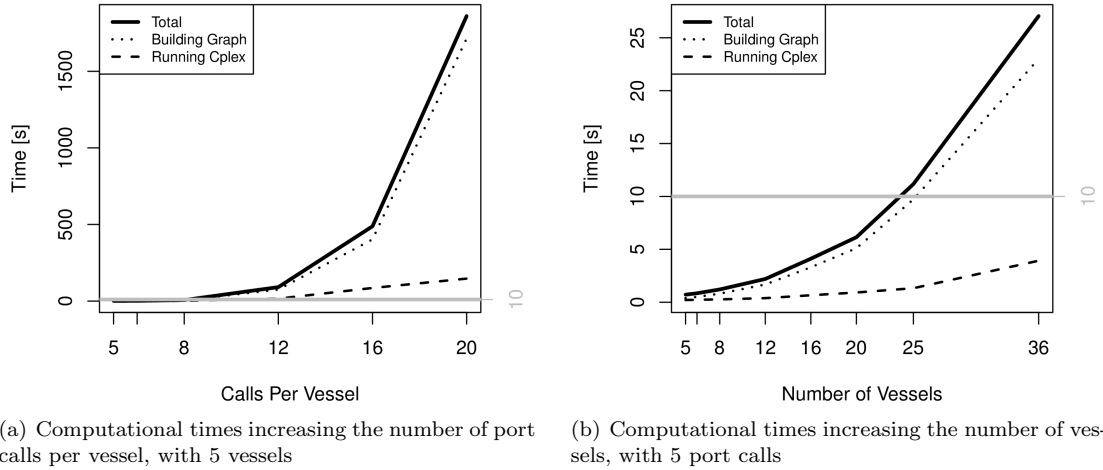 Total
Building Graph
Running Cplex
1500
1000
500
0
Time [s]
10
5 8 12 16 20
Calls Per Vessel
(a) Computational times increasing the number of port
calls per vessel, with 5 vessels
Total
Building Graph
Running Cplex
25
20
15
10
5
0
Time [s]
10
5 8 12 16 20 25 36
Number of Vessels
(b) Computational times increasing the number of ves-
sels, with 5 port calls